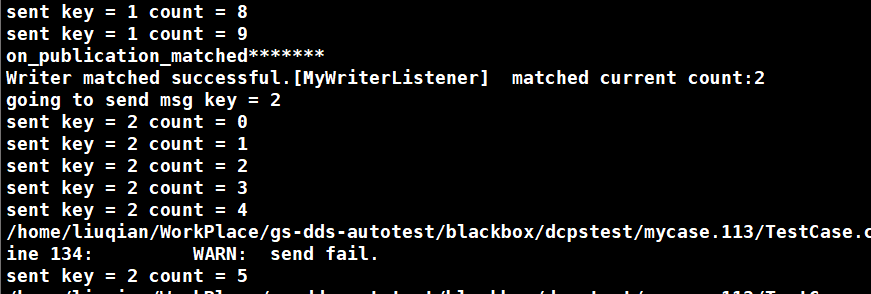 sent key = 1 count = 8
sent key = 1 count = 9
on_publication_matched*******
Writer matched successful.[MyWriterListener]  matched current count:2
going to send msg key = 2
sent key = 2 count = 0
sent key = 2 count = 1
sent key = 2 count = 2
sent key = 2 count = 3
sent key = 2 count = 4
/home/liuqian/WorkPlace/gs-dds-autotest/blackbox/dcpstest/mycase.113/TestCase.c
ine 134:         WARN:  send fail.
sent key = 2 count = 5